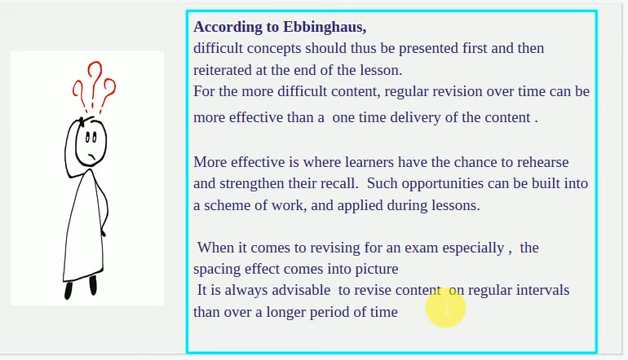 According to Ebbinghaus,
difficult concepts should thus be presented first and then
reiterated at the end of the lesson.
For the more difficult content, regular revision over time can be
more effective than a one time delivery of the content .
More effective is where learners have the chance to rehearse
and strengthen their recall. Such opportunities can be built into
a scheme of work, and applied during lessons.
When it comes to revising for an exam especially , the
spacing effect comes into picture
It is always advisable to revise content on regular intervals
than over a longer period of time